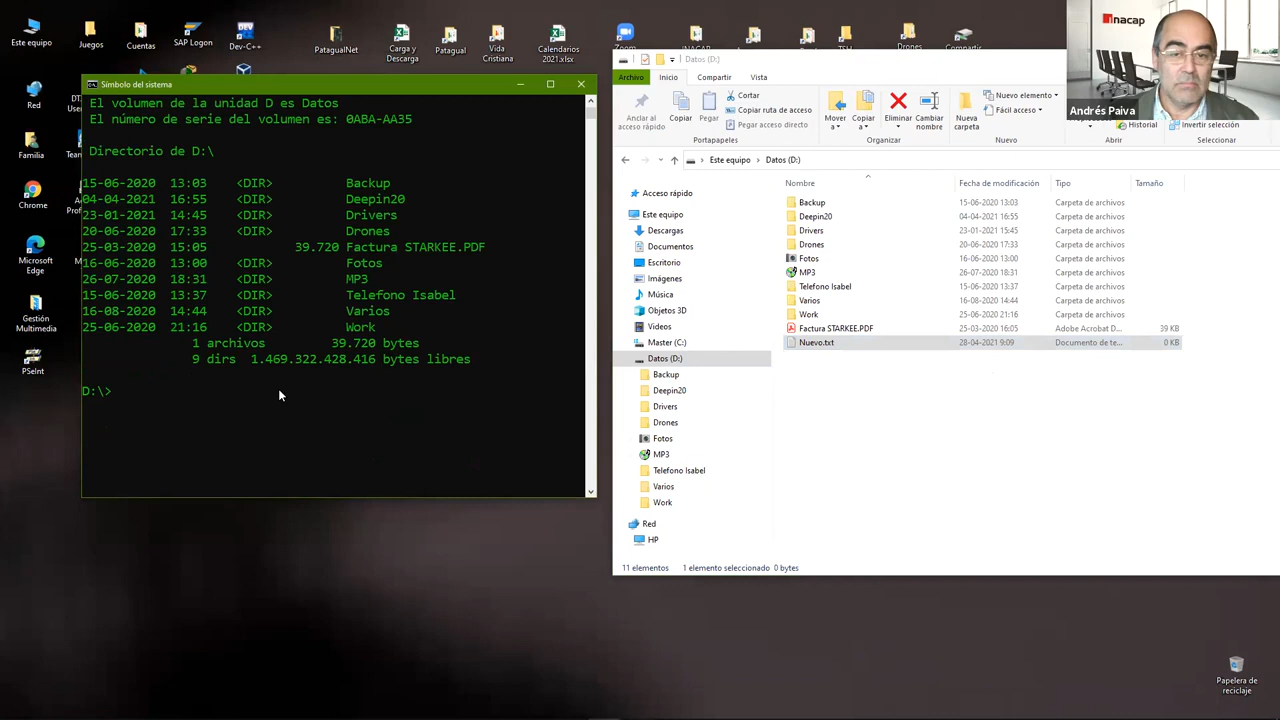 Este equipo
Juegos
Cuentas
SAP Logon
Dev-C++
PatagualNet
Carga y
Descarga
Patagual
Vida
Cristiana
Calendarios
2021.xlsx
Zoom
INACAP
TSH
Drones
Compartir
Red
Familia
Chrome
Microsoft
Edge
Gestión
Multimedia
PSeInt
Símbolo del sistema
El volumen de la unidad D es Datos
El número de serie del volumen es: 0ABA-AA35
Directorio de D:\
15-06-2020 13:03 <DIR> Backup
04-04-2021 16:55 <DIR> Deepin20
23-01-2021 14:45 <DIR> Drivers
20-06-2020 17:33 <DIR> Drones
25-03-2020 15:05 39.720 Factura STARKEE.PDF
16-06-2020 13:00 <DIR> Fotos
26-07-2020 18:31 <DIR> MP3
15-06-2020 13:37 <DIR> Telefono Isabel
16-08-2020 14:44 <DIR> Varios
25-06-2020 21:16 <DIR> Work
1 archivos 39.720 bytes
9 dirs 1.469.322.428.416 bytes libres
D:\>
Datos (D:)
Archivo Inicio Compartir Vista
Anclar al
acceso rápido
Copiar
Pegar
Cortar
Copiar ruta de acceso
Pegar acceso directo
Portapapeles
Mover
a
Copiar
a
Eliminar
Cambiar
nombre
Organizar
Nueva
carpeta
Nuevo elemento
Fácil acceso
Nuevo
Historial
Abrir
Invertir selección
Seleccionar
Este equipo > Datos (D:)
Acceso rápido
Este equipo
Descargas
Documentos
Escritorio
Imágenes
Música
Objetos 3D
Videos
Master (C:)
Datos (D:)
Backup
Deepin20
Drivers
Drones
Fotos
MP3
Telefono Isabel
Varios
Work
Red
HP
Nombre Fecha de modificación Tipo Tamaño
Backup 15-06-2020 13:03 Carpeta de archivos
Deepin20 04-04-2021 16:55 Carpeta de archivos
Drivers 23-01-2021 15:45 Carpeta de archivos
Drones 20-06-2020 17:33 Carpeta de archivos
Fotos 16-06-2020 13:00 Carpeta de archivos
MP3 26-07-2020 18:31 Carpeta de archivos
Telefono Isabel 15-06-2020 13:37 Carpeta de archivos
Varios 16-08-2020 14:44 Carpeta de archivos
Work 25-06-2020 21:16 Carpeta de archivos
Factura STARKEE.PDF 25-03-2020 16:05 Adobe Acrobat D... 39 KB
Nuevo.txt 28-04-2021 9:09 Documento de te... 0 KB
11 elementos 1 elemento seleccionado 0 bytes
inacap
Andrés Paiva
Papelera de
reciclaje